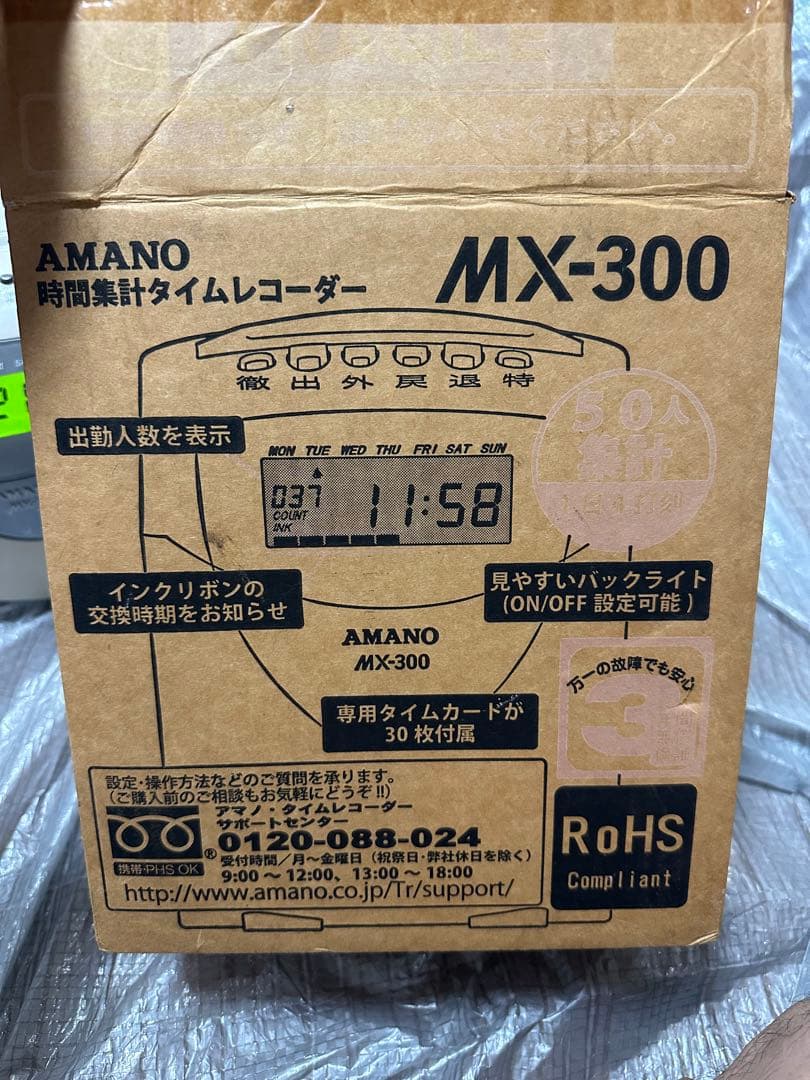 AMANO
時間集計タイムレコーダー
MX-300
徹 出 外 戻 退 特
出勤人数を表示
MON TUE WED THU FRI SAT SUN
037
COUNT
INK
11:58
50人
集計
インクリボンの
交換時期をお知らせ
見やすいバックライト
(ON/OFF 設定可能)
AMANO
MX-300
万一の故障でも安心
3
専用タイムカードが
30枚付属
設定・操作方法などのご質問を承ります。
(ご購入前のご相談もお気軽にどうぞ!!)
アマノ・タイムレコーダー
サポートセンター
®0120-088-024
携帯・PHS OK
受付時間/月〜金曜日(祝祭日・弊社休日を除く)
9:00 〜 12:00、13:00 〜 18:00
http://www.amano.co.jp/Tr/support/
RoHS
Compliant